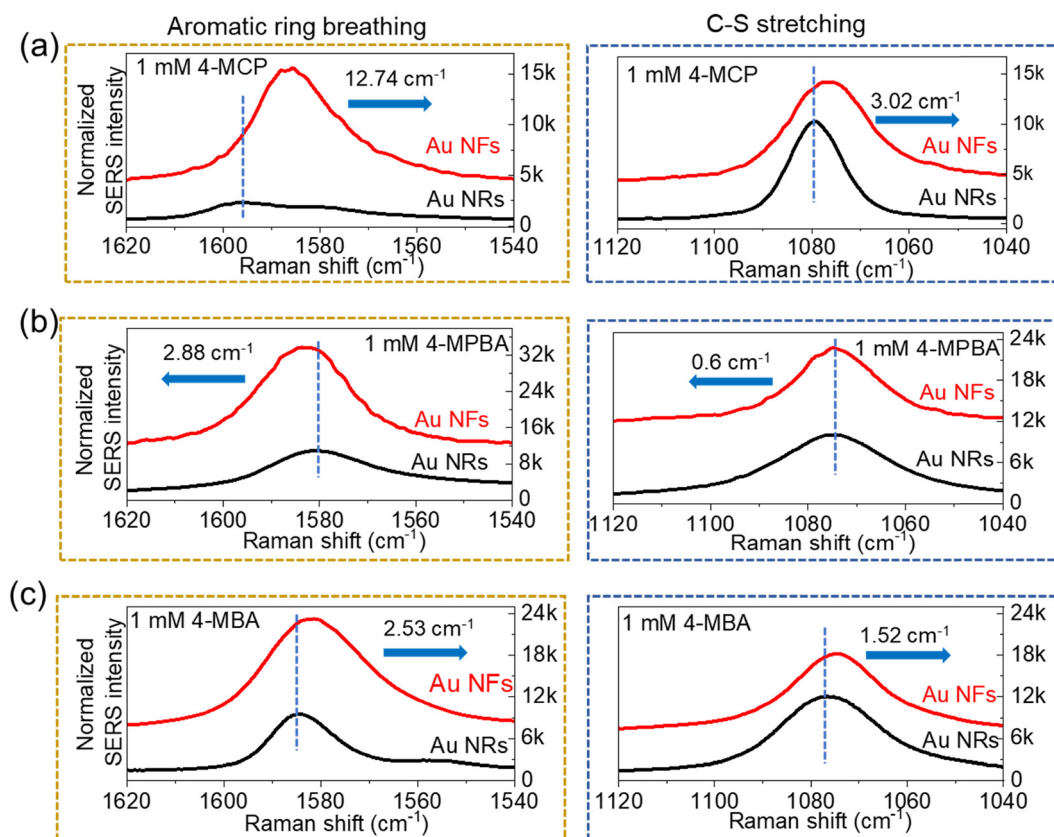 Aromatic ring breathing
C-S stretching
(a)
1 mM 4-MCP
12.74 cm⁻¹
Au NFs
Au NRs
Normalized
SERS intensity
15k
10k
5k
0
1620 1600 1580 1560 1540
Raman shift (cm⁻¹)
1 mM 4-MCP
3.02 cm⁻¹
Au NFs
Au NRs
15k
10k
5k
0
1120 1100 1080 1060 1040
Raman shift (cm⁻¹)
(b)
1 mM 4-MPBA
2.88 cm⁻¹
Au NFs
Au NRs
Normalized
SERS intensity
32k
24k
16k
8k
0
1620 1600 1580 1560 1540
Raman shift (cm⁻¹)
1 mM 4-MPBA
0.6 cm⁻¹
Au NFs
Au NRs
24k
18k
12k
6k
0
1120 1100 1080 1060 1040
Raman shift (cm⁻¹)
(c)
1 mM 4-MBA
2.53 cm⁻¹
Au NFs
Au NRs
Normalized
SERS intensity
24k
18k
12k
6k
0
1620 1600 1580 1560 1540
Raman shift (cm⁻¹)
1 mM 4-MBA
1.52 cm⁻¹
Au NFs
Au NRs
24k
18k
12k
6k
0
1120 1100 1080 1060 1040
Raman shift (cm⁻¹)